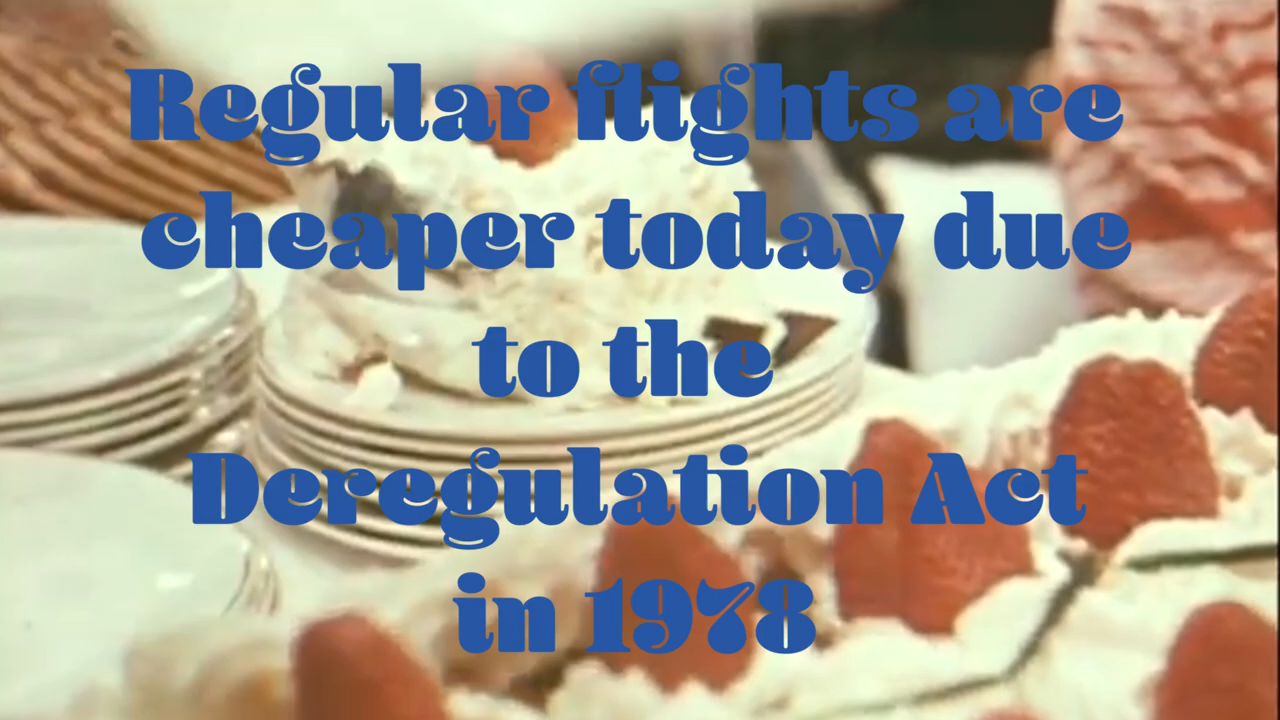 Regular flights are
cheaper today due
to the
Deregulation Act
in 1978